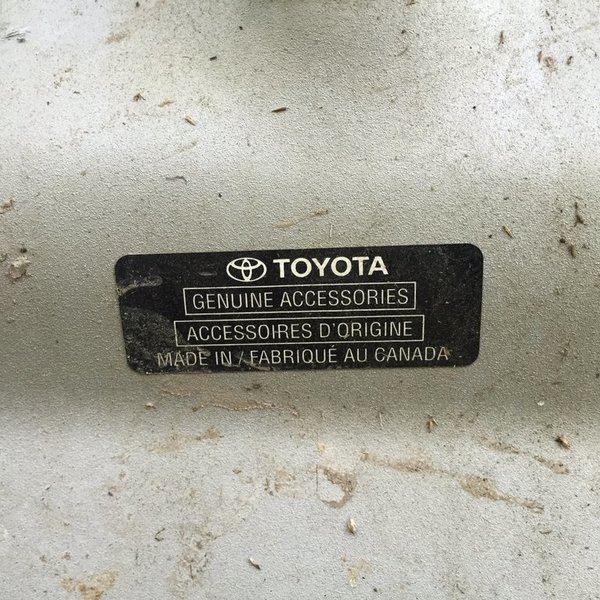 TOYOTA
GENUINE ACCESSORIES
ACCESSOIRES D'ORIGINE
MADE IN / FABRIQUÉ AU CANADA